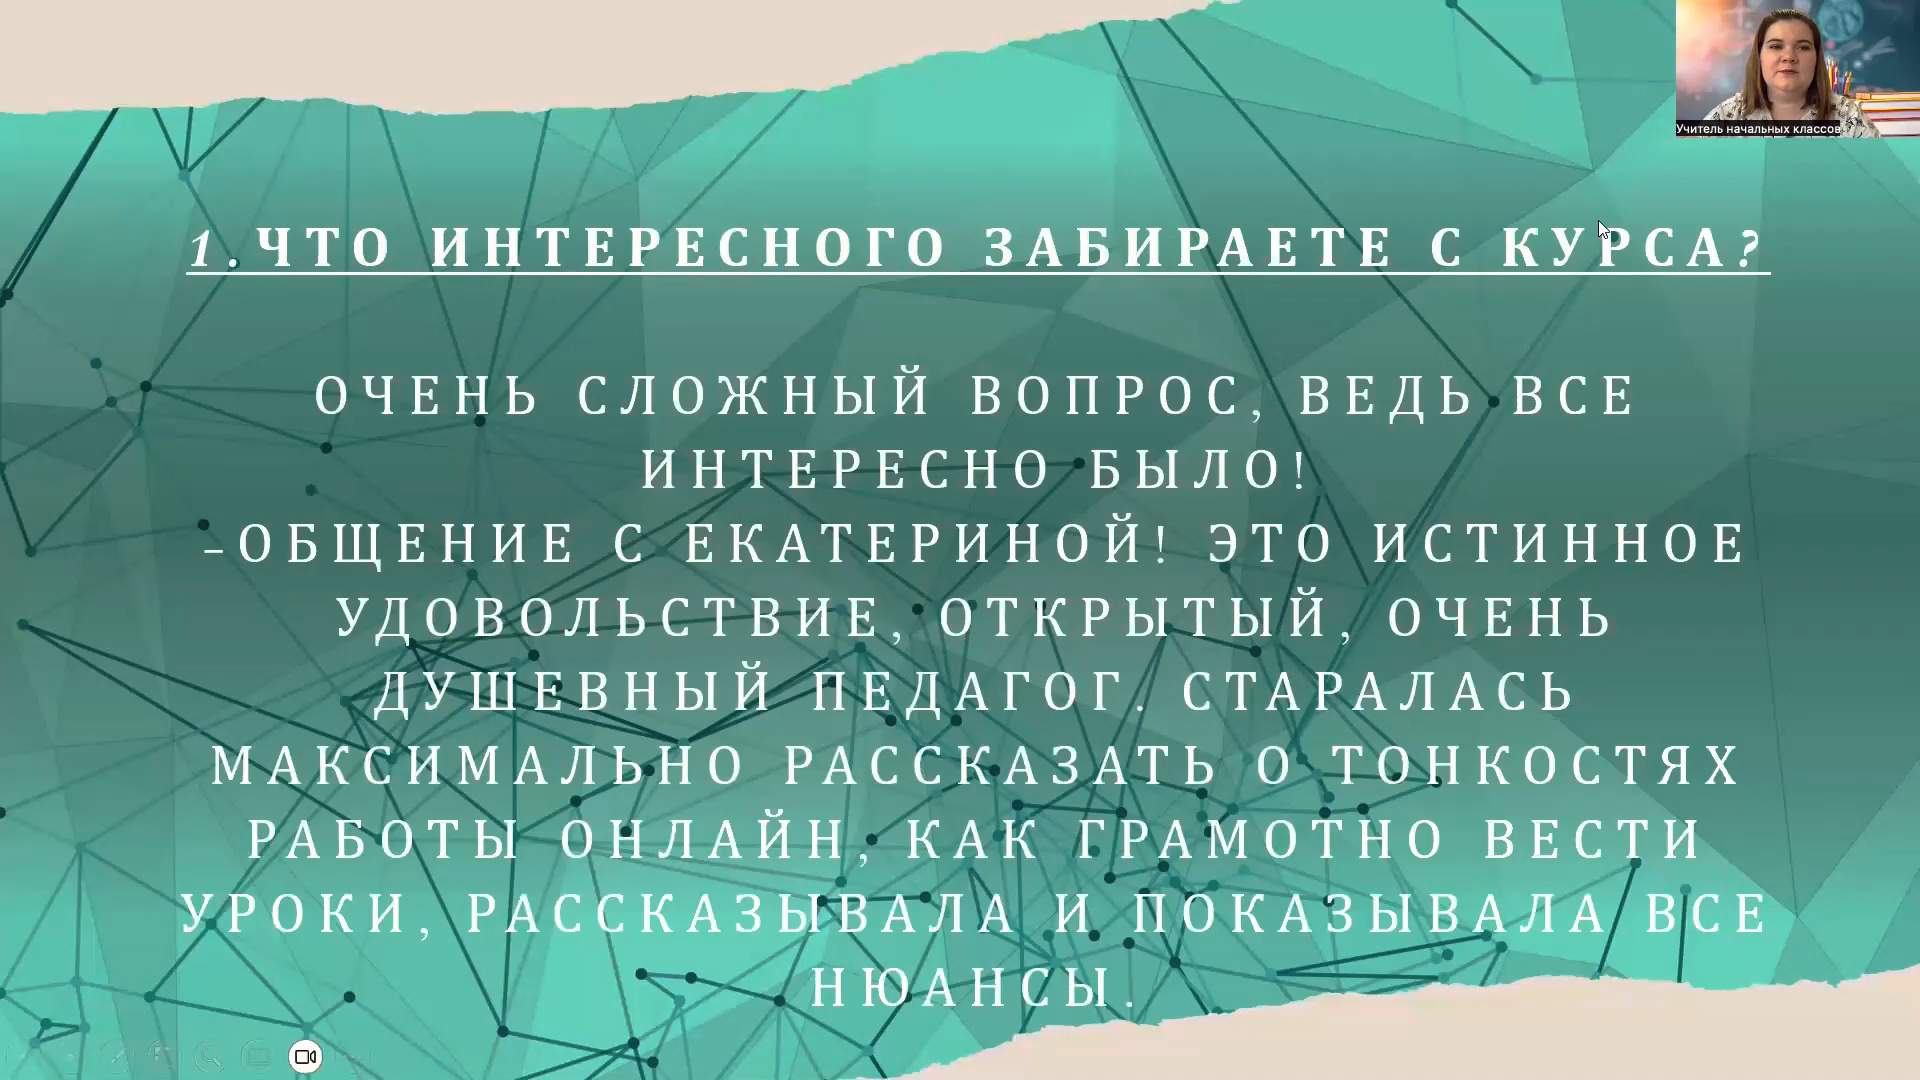 Учитель начальных классов
1.ЧТО ИНТЕРЕСНОГО ЗАБИРАЕТЕ С КУРСА?
ОЧЕНЬ СЛОЖНЫЙ ВОПРОС, ВЕДЬ ВСЕ
ИНТЕРЕСНО БЫЛО!
–ОБЩЕНИЕ С ЕКАТЕРИНОЙ! ЭТО ИСТИННОЕ
УДОВОЛЬСТВИЕ, ОТКРЫТЫЙ, ОЧЕНЬ
ДУШЕВНЫЙ ПЕДАГОГ. СТАРАЛАСЬ
МАКСИМАЛЬНО РАССКАЗАТЬ О ТОНКОСТЯХ
РАБОТЫ ОНЛАЙН, КАК ГРАМОТНО ВЕСТИ
УРОКИ, РАССКАЗЫВАЛА И ПОКАЗЫВАЛА ВСЕ
НЮАНСЫ.